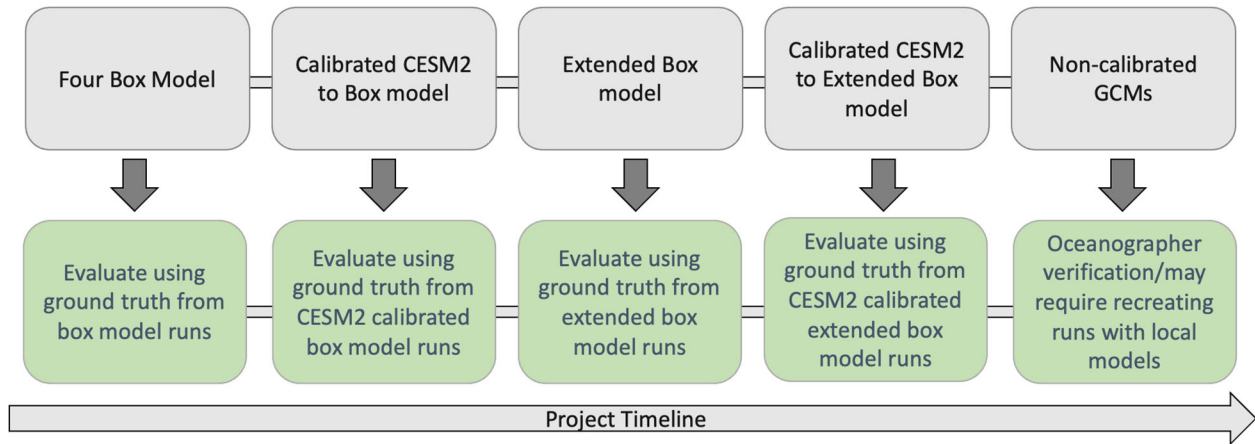 Four Box Model
Calibrated CESM2
to Box model
Extended Box
model
Calibrated CESM2
to Extended Box
model
Non-calibrated
GCMs
Evaluate using
ground truth from
box model runs
Evaluate using
ground truth from
CESM2 calibrated
box model runs
Evaluate using
ground truth from
extended box
model runs
Evaluate using
ground truth from
CESM2 calibrated
extended box
model runs
Oceanographer
verification/may
require recreating
runs with local
models
Project Timeline